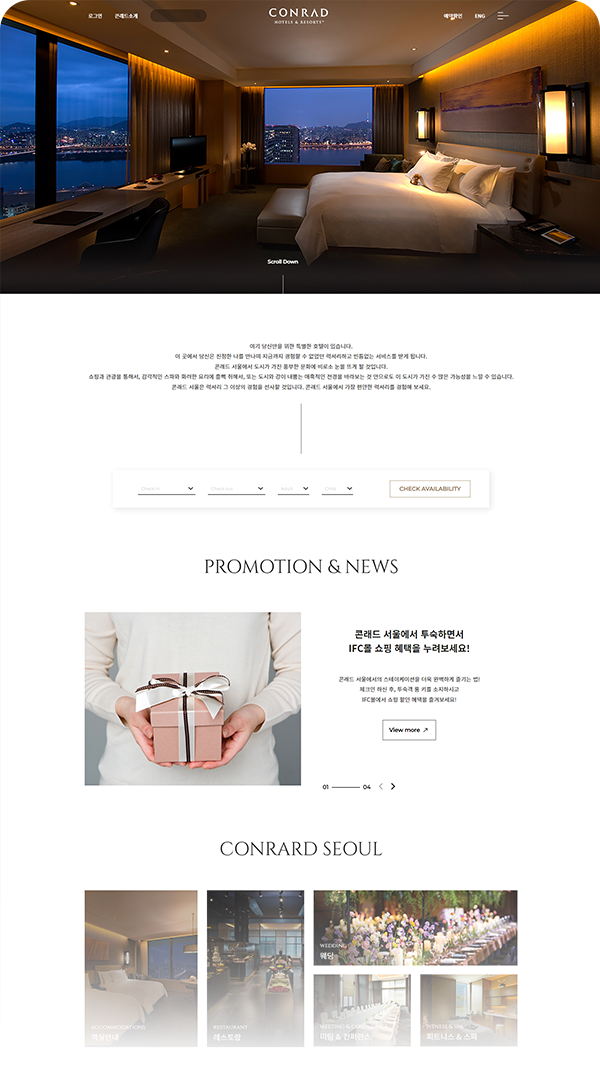 로그인 콘래드소개
CONRAD
HOTELS & RESORTS
예약확인 ENG
Scroll Down
여기 당신만을 위한 특별한 호텔이 있습니다.
이 곳에서 당신은 진정한 나를 만나며 지금까지 경험할 수 없었던 럭셔리하고 빈틈없는 서비스를 받게 됩니다.
콘래드 서울에서 도시가 가진 풍부한 문화에 비로소 눈을 뜨게 될 것입니다.
쇼핑과 관광을 통해서, 감각적인 스파와 화려한 요리에 흠뻑 취해서, 또는 도시와 강이 내뿜는 매혹적인 전경을 바라보는 것 만으로도 이 도시가 가진 수 많은 가능성을 느낄 수 있습니다.
콘래드 서울은 럭셔리 그 이상의 경험을 선사할 것입니다. 콘래드 서울에서 가장 편안한 럭셔리를 경험해 보세요.
Check in Check out Adult Child
CHECK AVAILABILITY
PROMOTION & NEWS
콘래드 서울에서 투숙하면서
IFC몰 쇼핑 혜택을 누려보세요!
콘래드 서울에서의 스테이케이션을 더욱 완벽하게 즐기는 법!
체크인 하신 후, 투숙객 룸 키를 소지하시고
IFC몰에서 쇼핑 할인 혜택을 즐겨보세요!
View more
01 04
CONRARD SEOUL
WEDDING
웨딩
ACCOMMODATIONS
객실안내
RESTAURANT
레스토랑
미팅 & 컨퍼런스
FITNESS & SPA
피트니스 & 스파